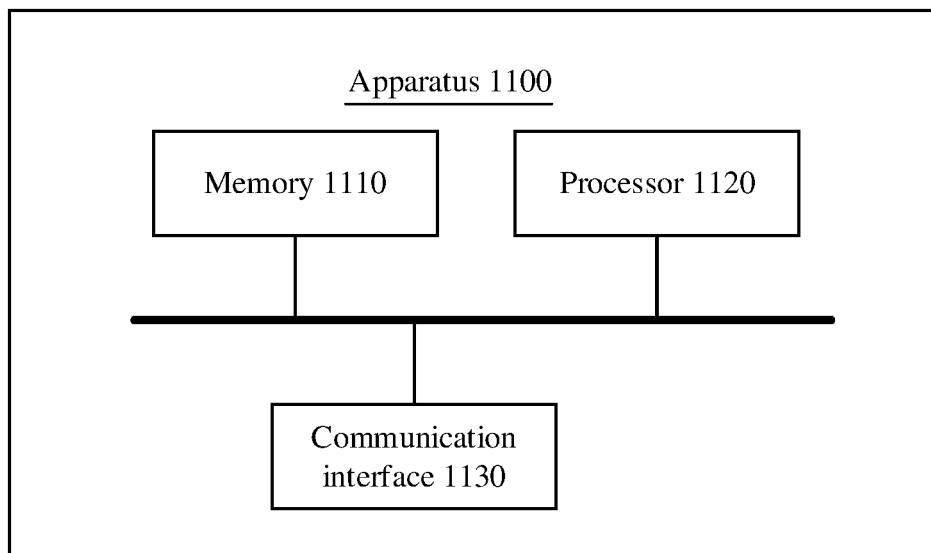 Apparatus 1100
Memory 1110
Processor 1120
Communication
interface 1130